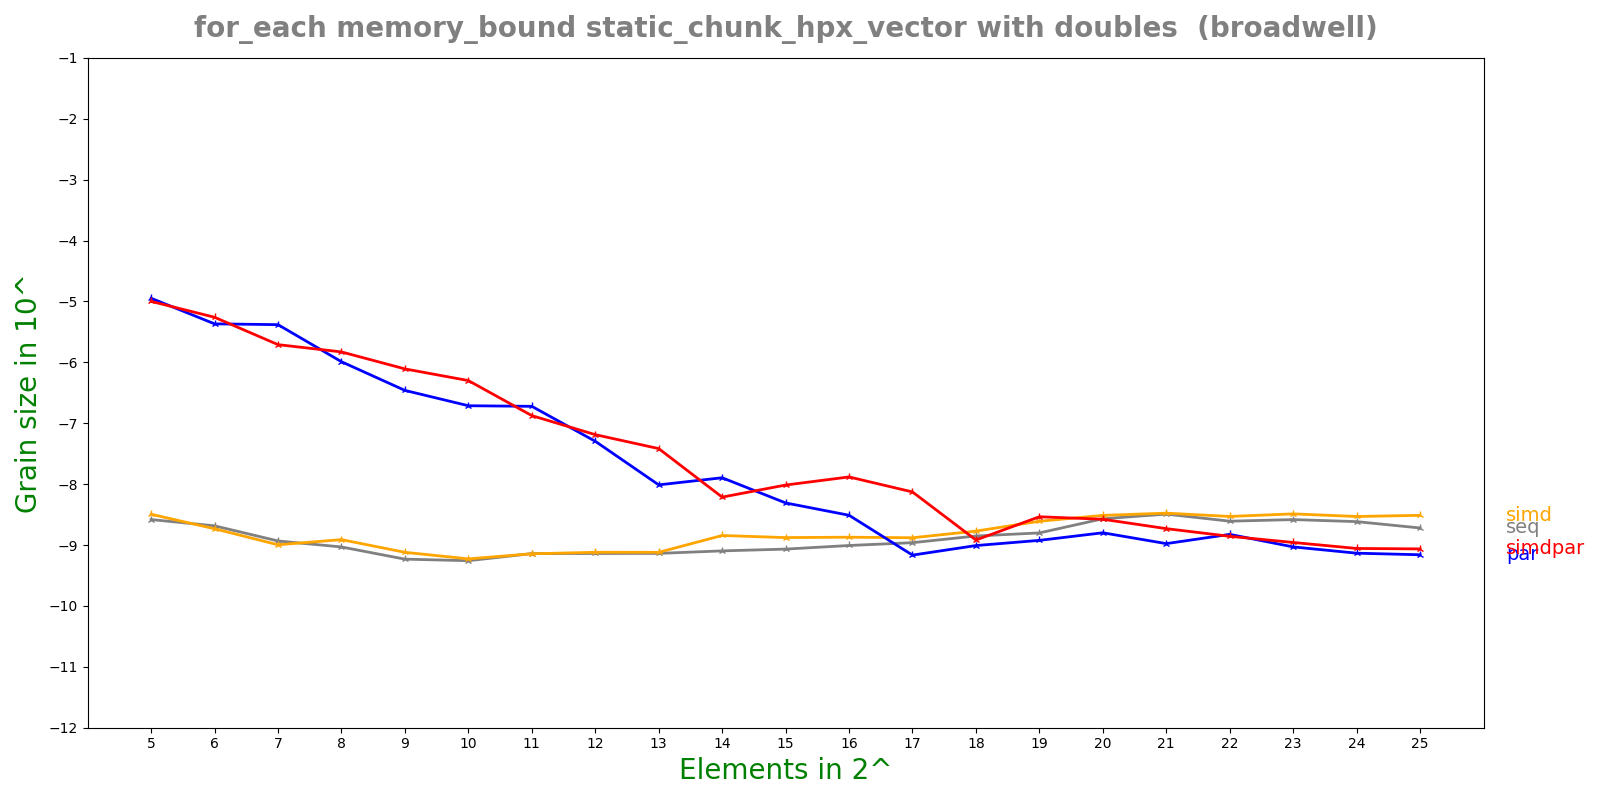 for_each memory_bound static_chunk_hpx_vector with doubles (broadwell)
−1
−2
−3
−4
−5
−6
−7
−8
−9
−10
−11
−12
Grain size in 10^
simd
seq
simdpar
par
5 6 7 8 9 10 11 12 13 14 15 16 17 18 19 20 21 22 23 24 25
Elements in 2^